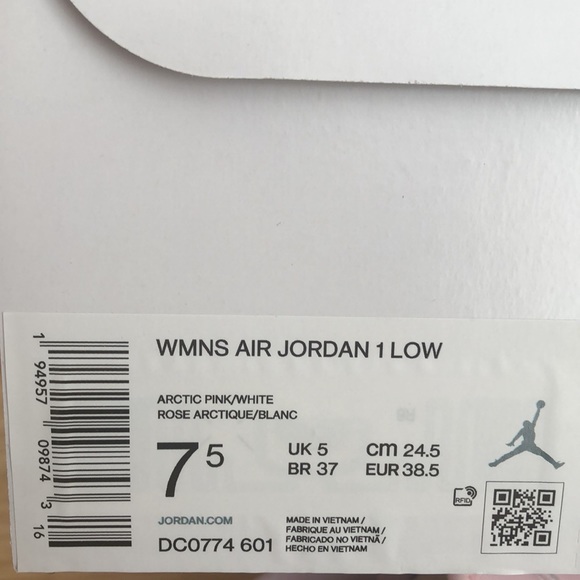 WMNS AIR JORDAN 1 LOW
ARCTIC PINK/WHITE
ROSE ARCTIQUE/BLANC
7 5
UK 5 cm 24.5
BR 37 EUR 38.5
JORDAN.COM
DC0774 601
MADE IN VIETNAM /
FABRIQUE AU VIETNAM /
FABRICADO NO VIETNÃ /
HECHO EN VIETNAM
RFID
1 94957 09874 3 16